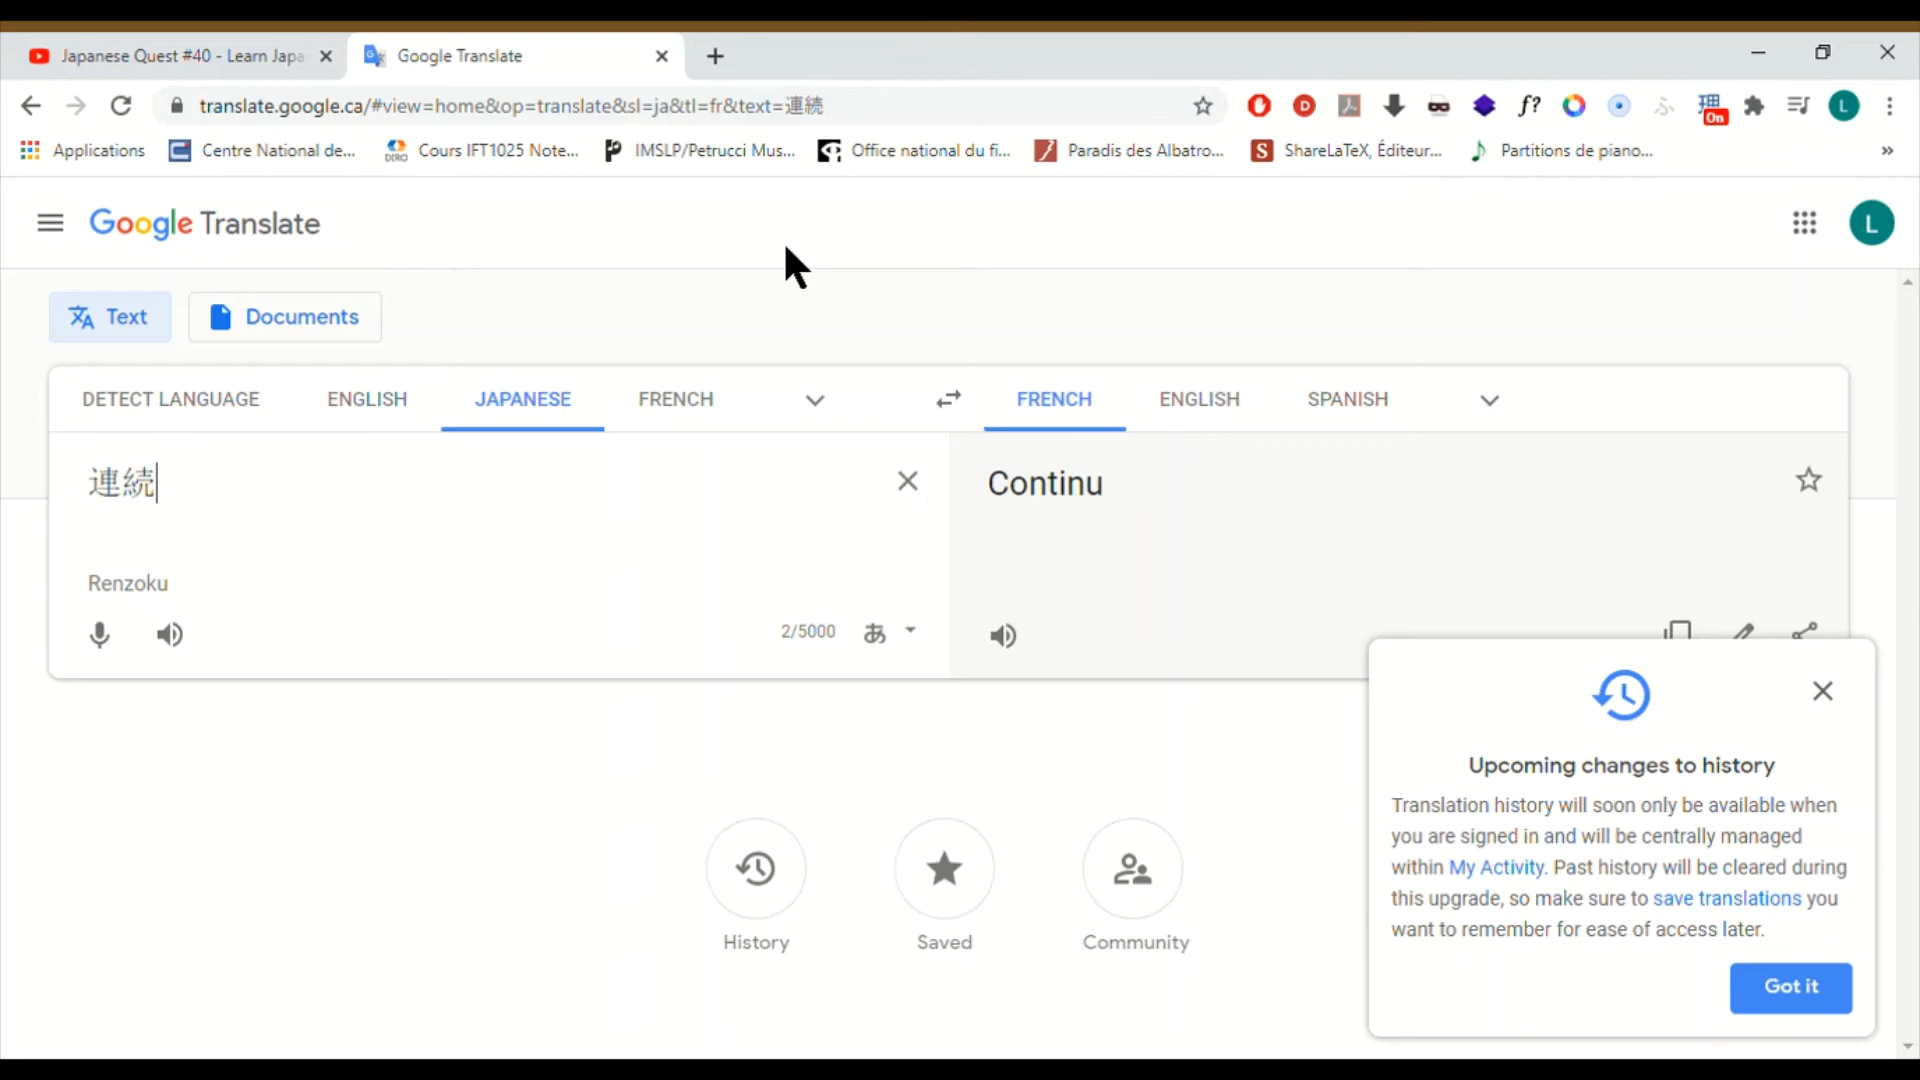 Japanese Quest #40 - Learn Japa
Google Translate
translate.google.ca/#view=home&op=translate&sl=ja&tl=fr&text=連続
On
L
Applications
Centre National de...
DIRO
Cours IFT1025 Note...
IMSLP/Petrucci Mus...
Office national du fi...
Paradis des Albatro...
ShareLaTeX, Éditeur...
Partitions de piano...
»
Google Translate
L
Text
Documents
DETECT LANGUAGE
ENGLISH
JAPANESE
FRENCH
FRENCH
ENGLISH
SPANISH
連続
Continu
Renzoku
2/5000
あ
Upcoming changes to history
Translation history will soon only be available when
you are signed in and will be centrally managed
within My Activity. Past history will be cleared during
this upgrade, so make sure to save translations you
want to remember for ease of access later.
Got it
History
Saved
Community